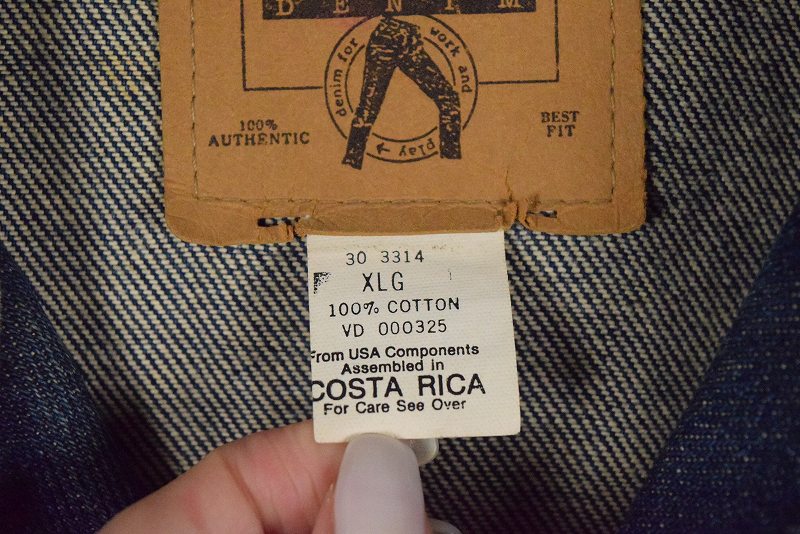 DENIM
denim for work and play
100%
AUTHENTIC
BEST
FIT
30 3314
XLG
100% COTTON
VD 000325
From USA Components
Assembled in
COSTA RICA
For Care See Over